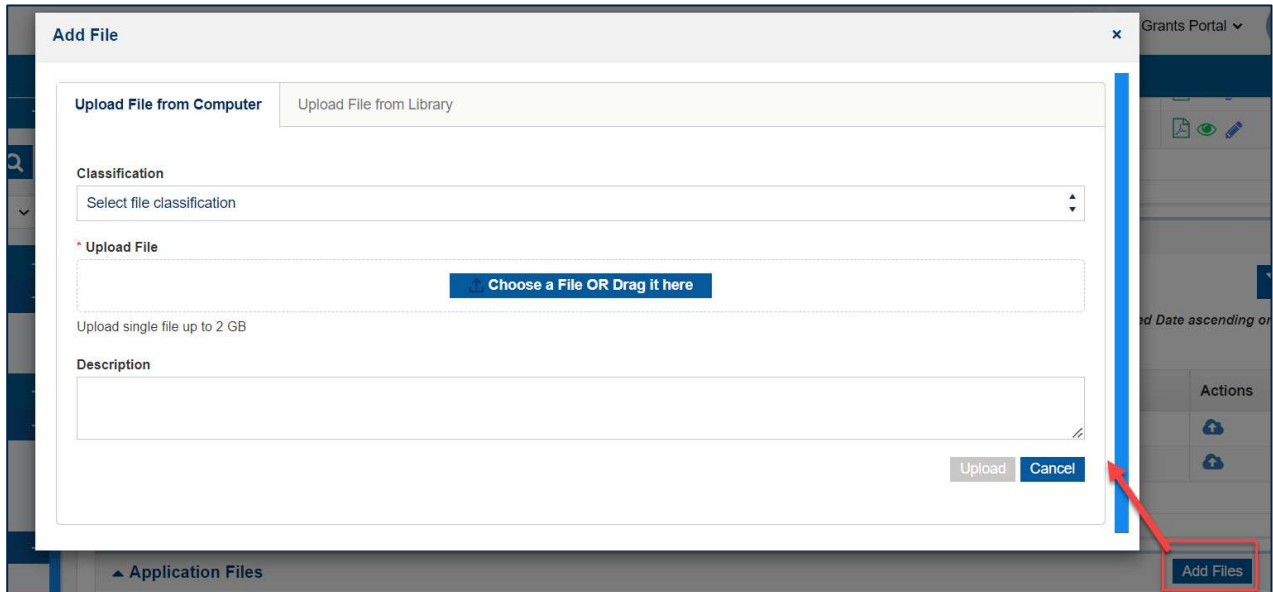 Add File
×
Grants Portal
Upload File from Computer
Upload File from Library
Classification
Select file classification
* Upload File
Choose a File OR Drag it here
Upload single file up to 2 GB
Date ascending
Description
Actions
Upload
Cancel
Application Files
Add Files